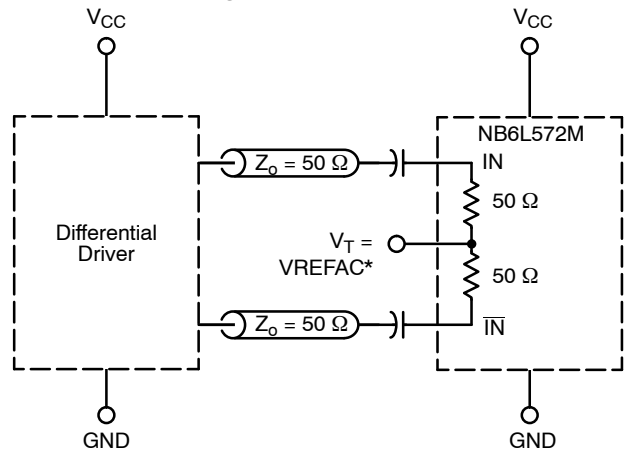 VCC
VCC
NB6L572M
Zo = 50 Ω
IN
50 Ω
Differential
Driver
VT =
VREFAC*
50 Ω
Zo = 50 Ω
IN
GND
GND